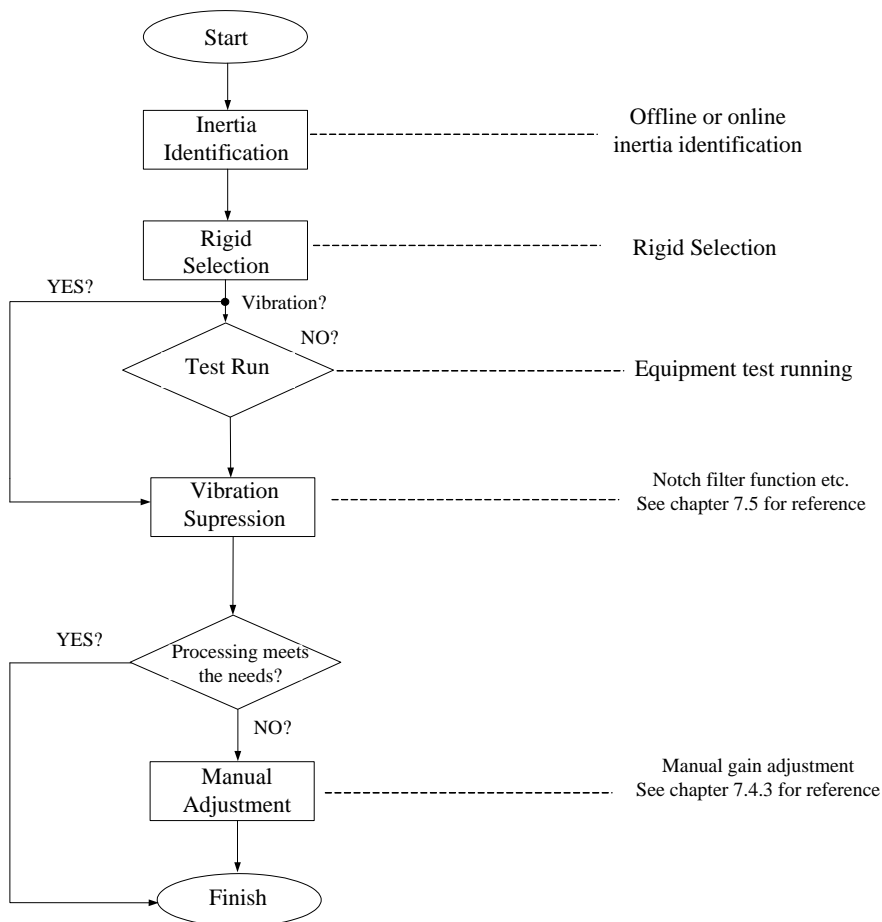 Start
Inertia
Identification
Offline or online
inertia identification
Rigid
Selection
Rigid Selection
YES?
Vibration?
NO?
Test Run
Equipment test running
Vibration
Supression
Notch filter function etc.
See chapter 7.5 for reference
YES?
Processing meets
the needs?
NO?
Manual
Adjustment
Manual gain adjustment
See chapter 7.4.3 for reference
Finish